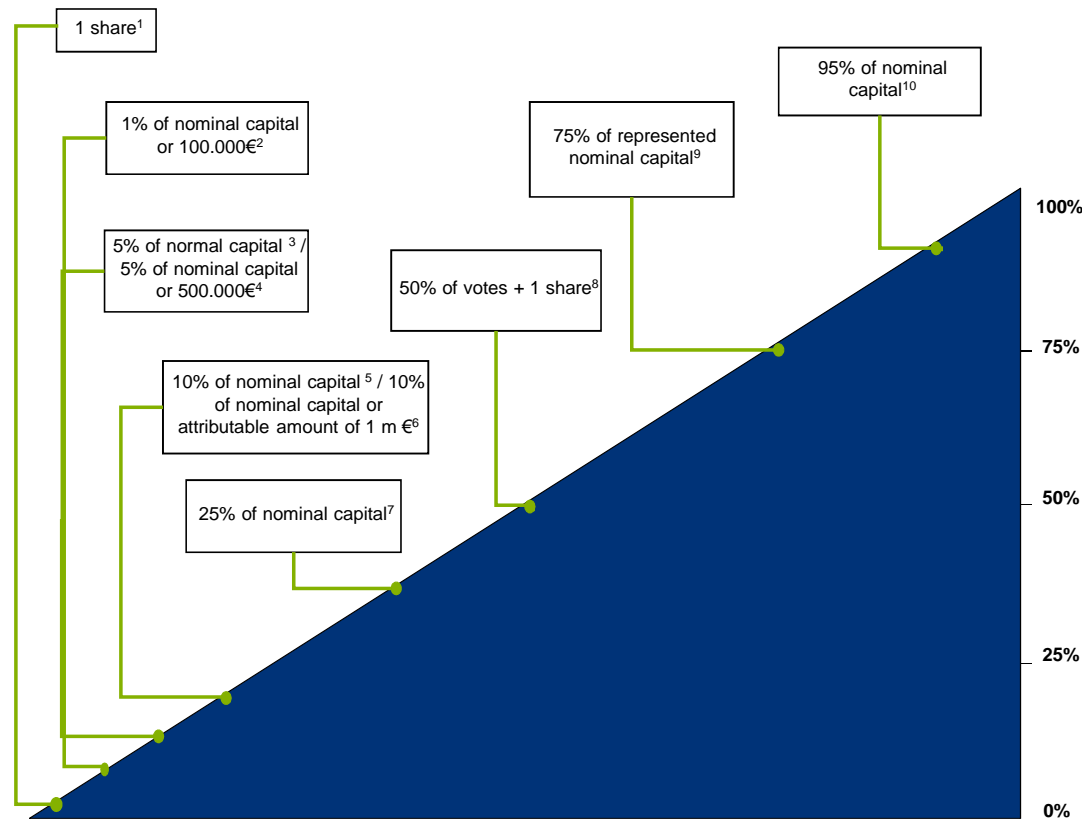 1 share¹
95% of nominal
capital¹⁰
1% of nominal capital
or 100.000€²
75% of represented
nominal capital⁹
100%
5% of normal capital ³ /
5% of nominal capital
or 500.000€⁴
50% of votes + 1 share⁸
75%
10% of nominal capital ⁵ / 10%
of nominal capital or
attributable amount of 1 m €⁶
25% of nominal capital⁷
50%
25%
0%